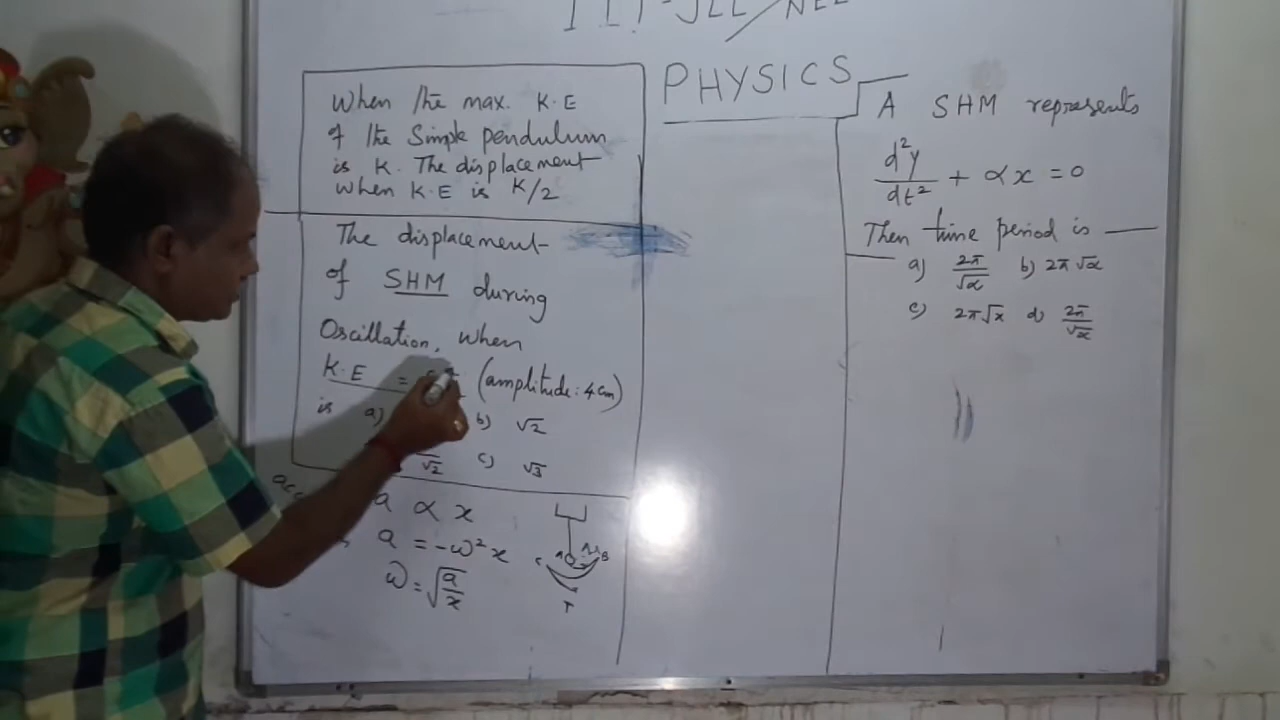 IIT-JEE/NEE
PHYSICS
When the max. K.E
of the Simple pendulum
is K. The displacement
when K.E is K/2
The displacement
of SHM during
Oscillation, when
K.E = (amplitude: 4cm)
is a) b) √2
√2 c) √3
a ∝ x
a = -ω²x
ω = √a/x
A SHM represents
d²y/dt² + αx = 0
Then time period is —
a) 2π/√α b) 2π√α
c) 2π√x d) 2π/√x